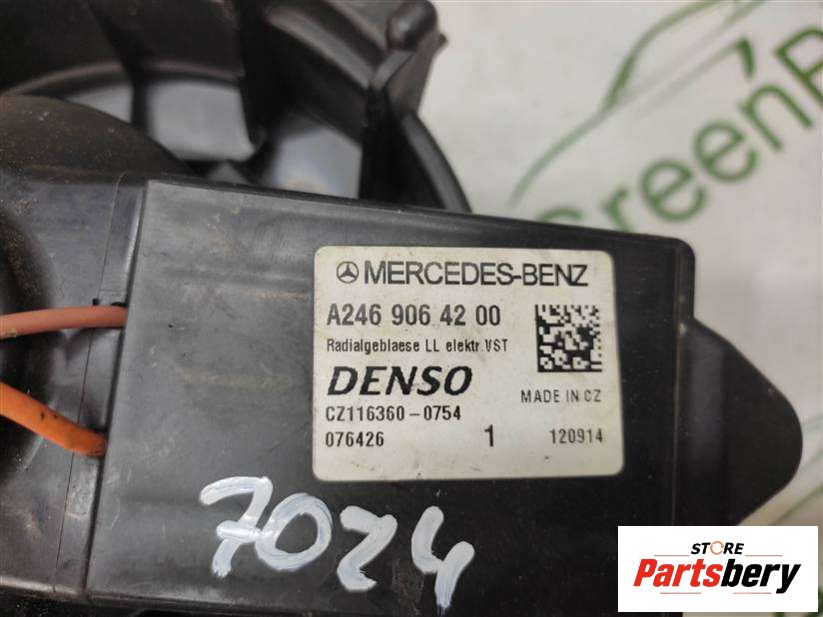 GreenP
MERCEDES-BENZ
A246 906 42 00
Radialgeblaese LL elektr.VST
DENSO
MADE IN CZ
CZ116360-0754
076426 1 120914
7024
STORE
Partsbery